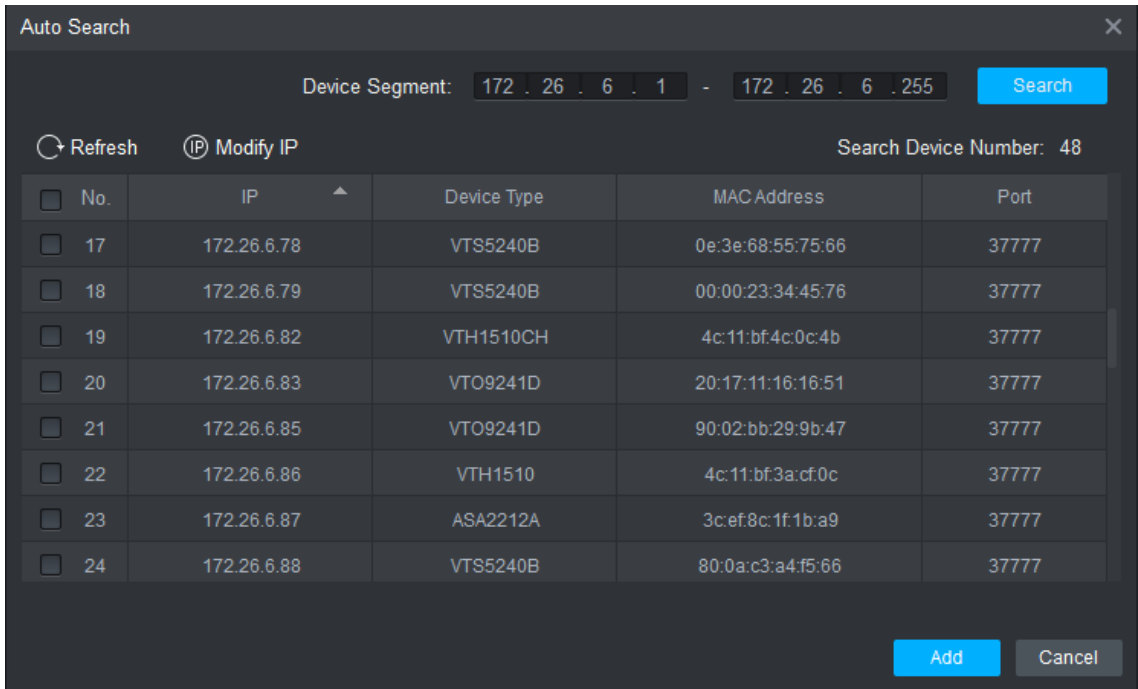 Auto Search
Device Segment: 172 . 26 . 6 . 1 - 172 . 26 . 6 . 255 Search
Refresh IP Modify IP Search Device Number: 48
No. IP Device Type MAC Address Port
17 172.26.6.78 VTS5240B 0e:3e:68:55:75:66 37777
18 172.26.6.79 VTS5240B 00:00:23:34:45:76 37777
19 172.26.6.82 VTH1510CH 4c:11:bf:4c:0c:4b 37777
20 172.26.6.83 VTO9241D 20:17:11:16:16:51 37777
21 172.26.6.85 VTO9241D 90:02:bb:29:9b:47 37777
22 172.26.6.86 VTH1510 4c:11:bf:3a:cf:0c 37777
23 172.26.6.87 ASA2212A 3c:ef:8c:1f:1b:a9 37777
24 172.26.6.88 VTS5240B 80:0a:c3:a4:f5:66 37777
Add Cancel